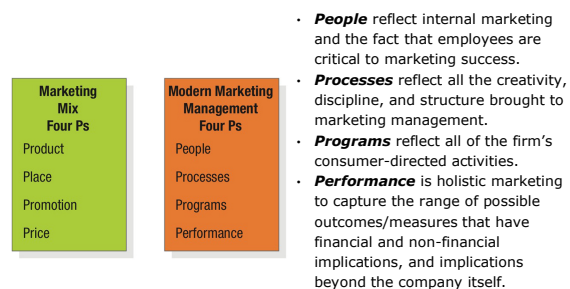 Marketing
Mix
Four Ps
Product
Place
Promotion
Price
Modern Marketing
Management
Four Ps
People
Processes
Programs
Performance
• People reflect internal marketing
and the fact that employees are
critical to marketing success.
• Processes reflect all the creativity,
discipline, and structure brought to
marketing management.
• Programs reflect all of the firm's
consumer-directed activities.
• Performance is holistic marketing
to capture the range of possible
outcomes/measures that have
financial and non-financial
implications, and implications
beyond the company itself.